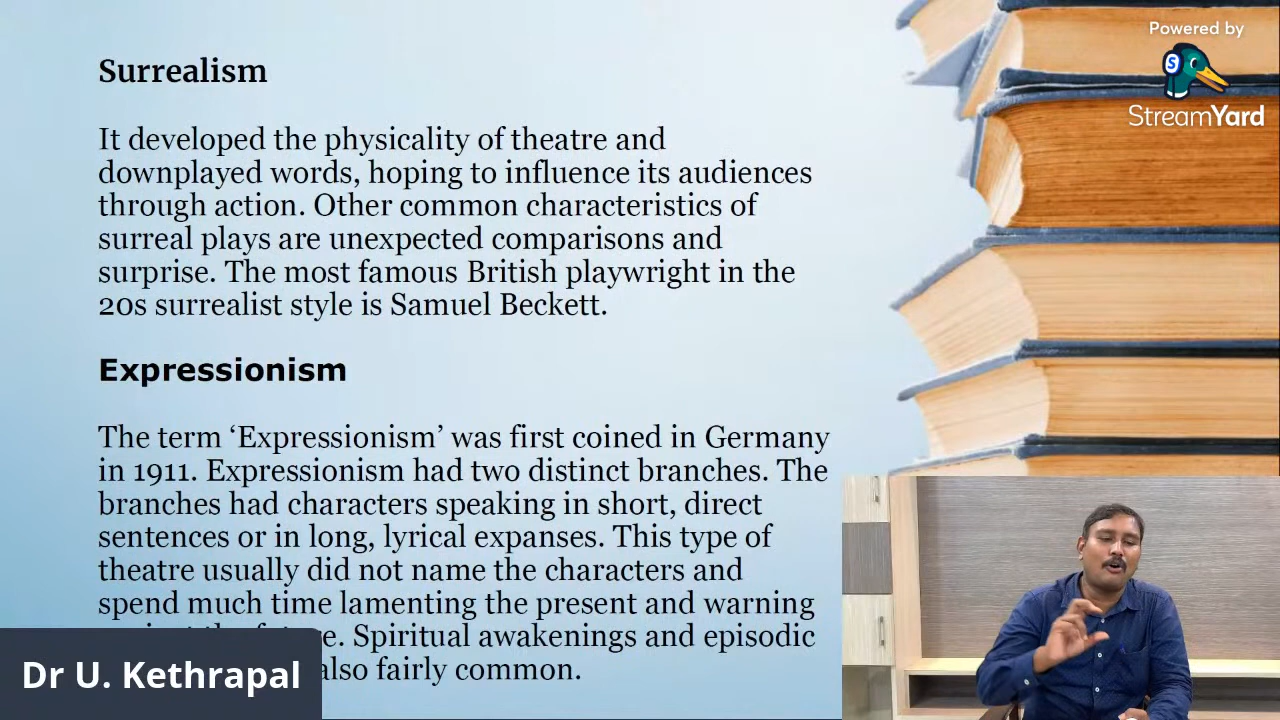 Surrealism
It developed the physicality of theatre and
downplayed words, hoping to influence its audiences
through action. Other common characteristics of
surreal plays are unexpected comparisons and
surprise. The most famous British playwright in the
20s surrealist style is Samuel Beckett.
Expressionism
The term ‘Expressionism’ was first coined in Germany
in 1911. Expressionism had two distinct branches. The
branches had characters speaking in short, direct
sentences or in long, lyrical expanses. This type of
theatre usually did not name the characters and
spend much time lamenting the present and warning
Spiritual awakenings and episodic
also fairly common.
Dr U. Kethrapal
Powered by
StreamYard